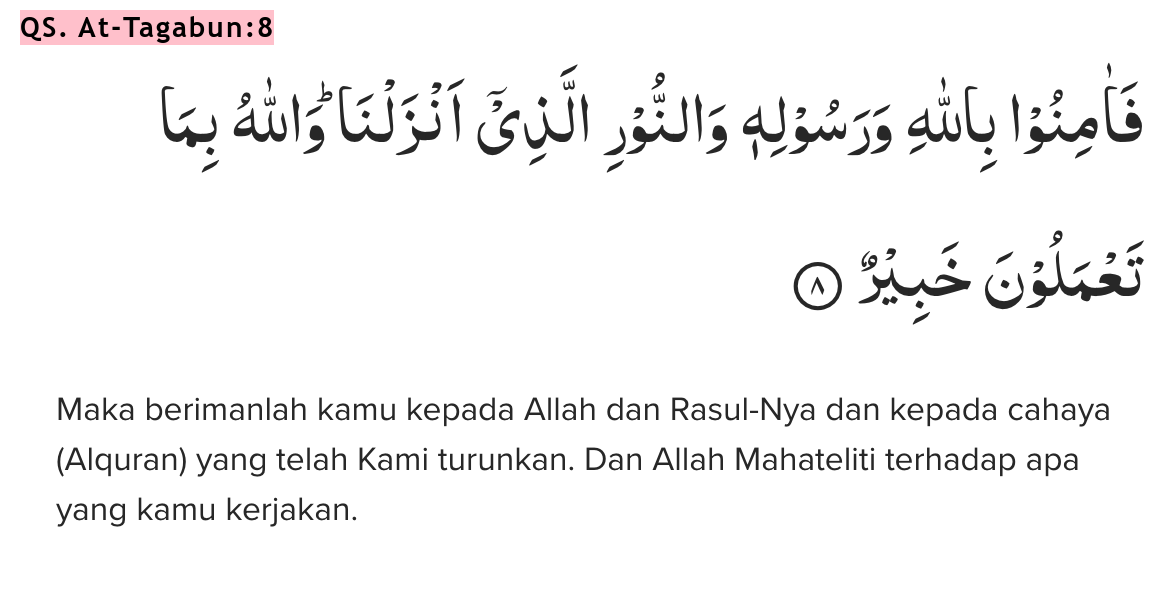 QS. At-Tagabun:8
فَاٰمِنُوْا بِاللّٰهِ وَرَسُوْلِهٖ وَالنُّوْرِ الَّذِيْٓ اَنْزَلْنَاۗ وَاللّٰهُ بِمَا
تَعْمَلُوْنَ خَبِيْرٌ ٨
Maka berimanlah kamu kepada Allah dan Rasul-Nya dan kepada cahaya
(Alquran) yang telah Kami turunkan. Dan Allah Mahateliti terhadap apa
yang kamu kerjakan.